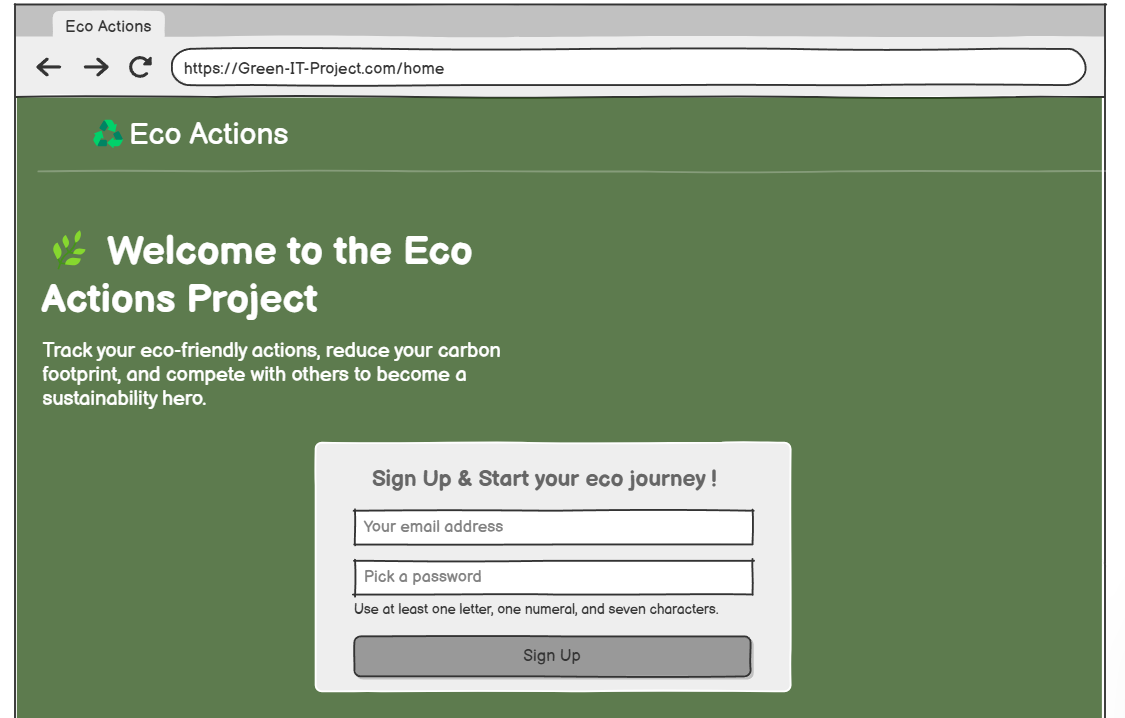 Eco Actions
https://Green-IT-Project.com/home
Eco Actions
Welcome to the Eco
Actions Project
Track your eco-friendly actions, reduce your carbon
footprint, and compete with others to become a
sustainability hero.
Sign Up & Start your eco journey !
Your email address
Pick a password
Use at least one letter, one numeral, and seven characters.
Sign Up